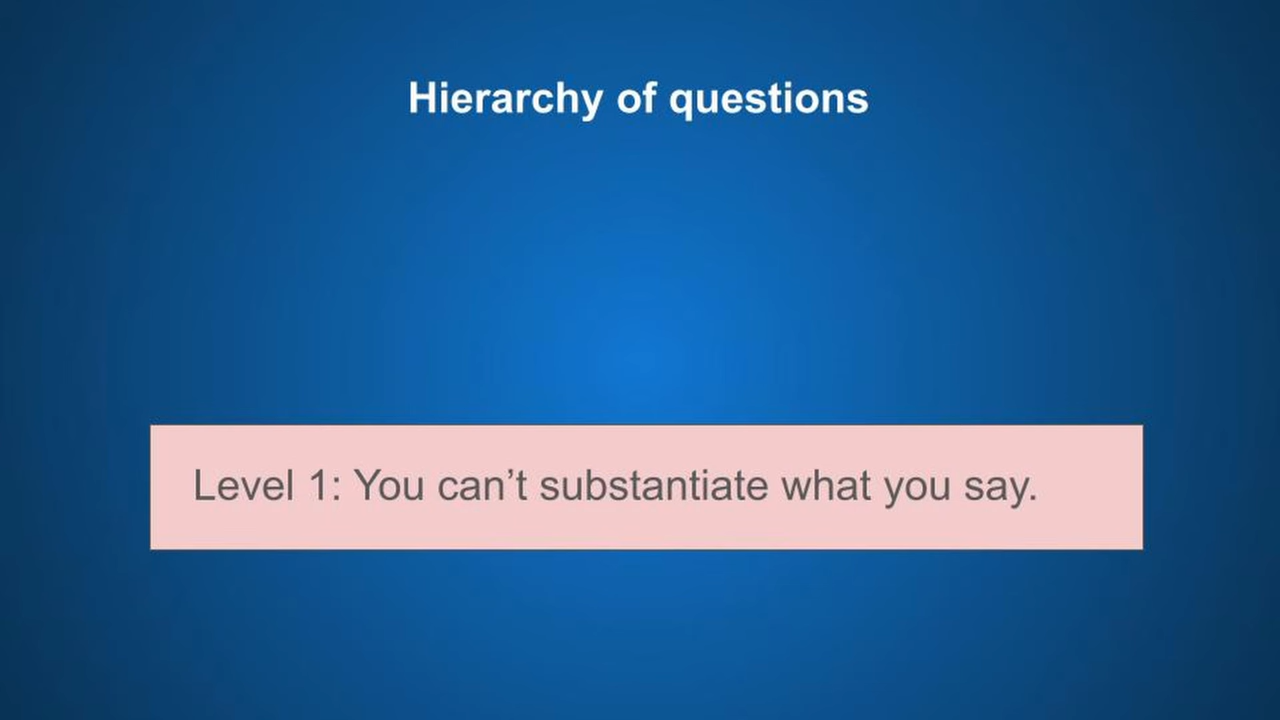 Hierarchy of questions
Level 1: You can’t substantiate what you say.